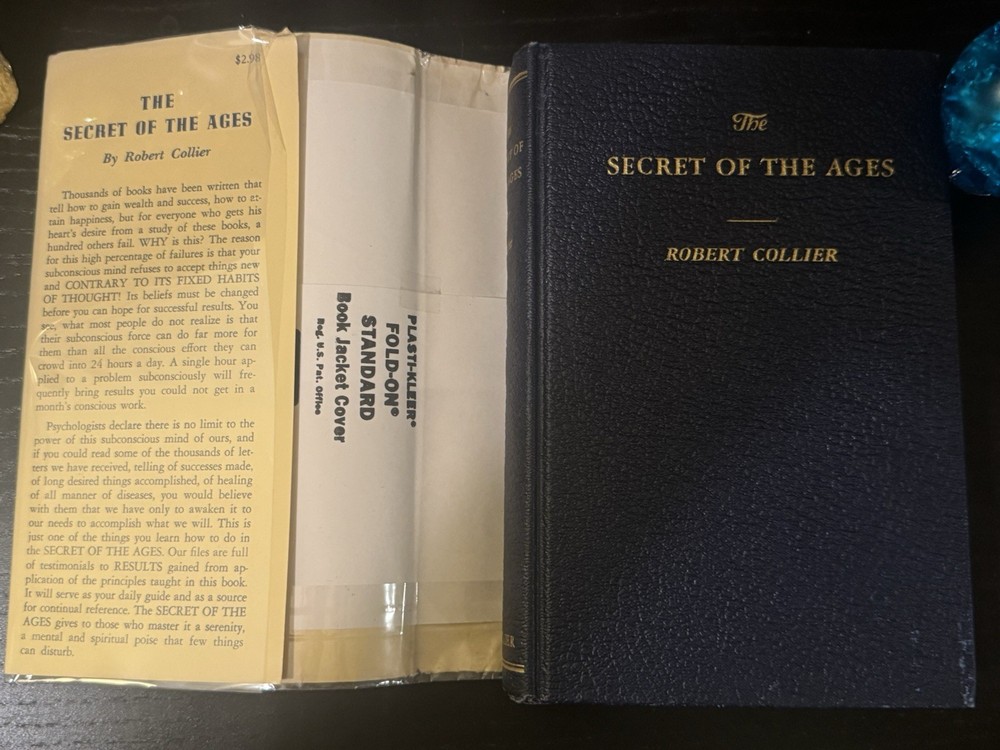 $2.98
THE
SECRET OF THE AGES
By Robert Collier
Thousands of books have been written that
tell how to gain wealth and success, how to at-
tain happiness, but for everyone who gets his
heart's desire from a study of these books, a
hundred others fail. WHY is this? The reason
for this high percentage of failures is that your
subconscious mind refuses to accept things new
and CONTRARY TO ITS FIXED HABITS
OF THOUGHT! Its beliefs must be changed
before you can hope for successful results. You
see, what most people do not realize is that
their subconscious force can do far more for
them than all the conscious effort they can
crowd into 24 hours a day. A single hour ap-
plied to a problem subconsciously will fre-
quently bring results you could not get in a
month's conscious work.
Psychologists declare there is no limit to the
power of this subconscious mind of ours, and
if you could read some of the thousands of let-
ters we have received, telling of successes made,
of long desired things accomplished, of healing
of all manner of diseases, you would believe
with them that we have only to awaken it to
our needs to accomplish what we will. This is
just one of the things you learn how to do in
the SECRET OF THE AGES. Our files are full
of testimonials to RESULTS gained from ap-
plication of the principles taught in this book.
It will serve as your daily guide and as a source
for continual reference. The SECRET OF THE
AGES gives to those who master it a serenity,
a mental and spiritual poise that few things
can disturb.
PLASTI-KLEER®
FOLD-ON®
STANDARD
Book Jacket Cover
Reg. U.S. Pat. Office
The
SECRET OF THE AGES
ROBERT COLLIER